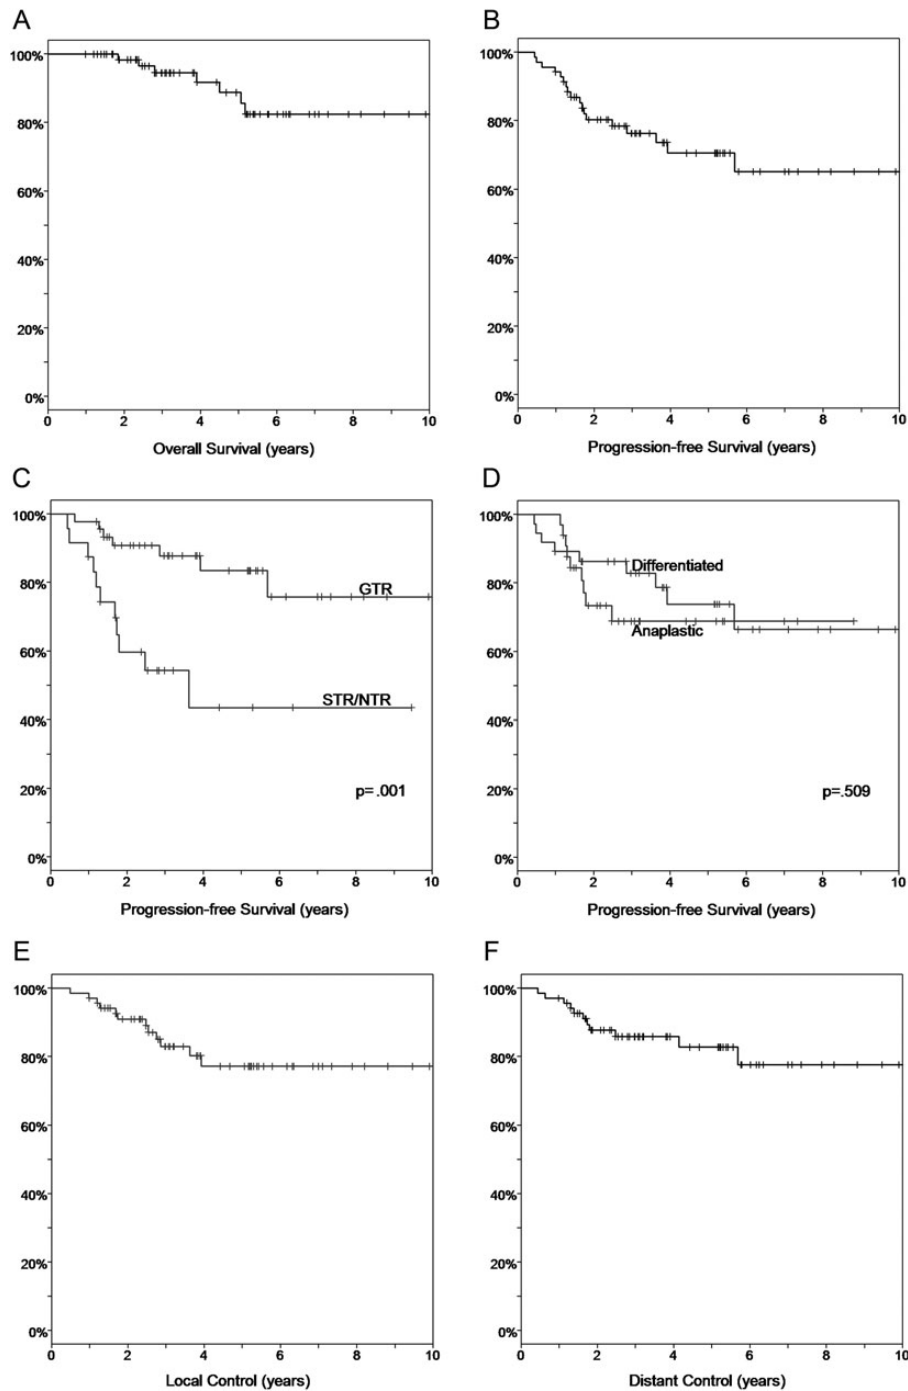 A
100%
80%
60%
40%
20%
0%
0 2 4 6 8 10
Overall Survival (years)
B
100%
80%
60%
40%
20%
0%
0 2 4 6 8 10
Progression-free Survival (years)
C
100%
80%
60%
40%
20%
0%
GTR
STR/NTR
p= .001
0 2 4 6 8 10
Progression-free Survival (years)
D
100%
80%
60%
40%
20%
0%
Differentiated
Anaplastic
p=.509
0 2 4 6 8 10
Progression-free Survival (years)
E
100%
80%
60%
40%
20%
0%
0 2 4 6 8 10
Local Control (years)
F
100%
80%
60%
40%
20%
0%
0 2 4 6 8 10
Distant Control (years)